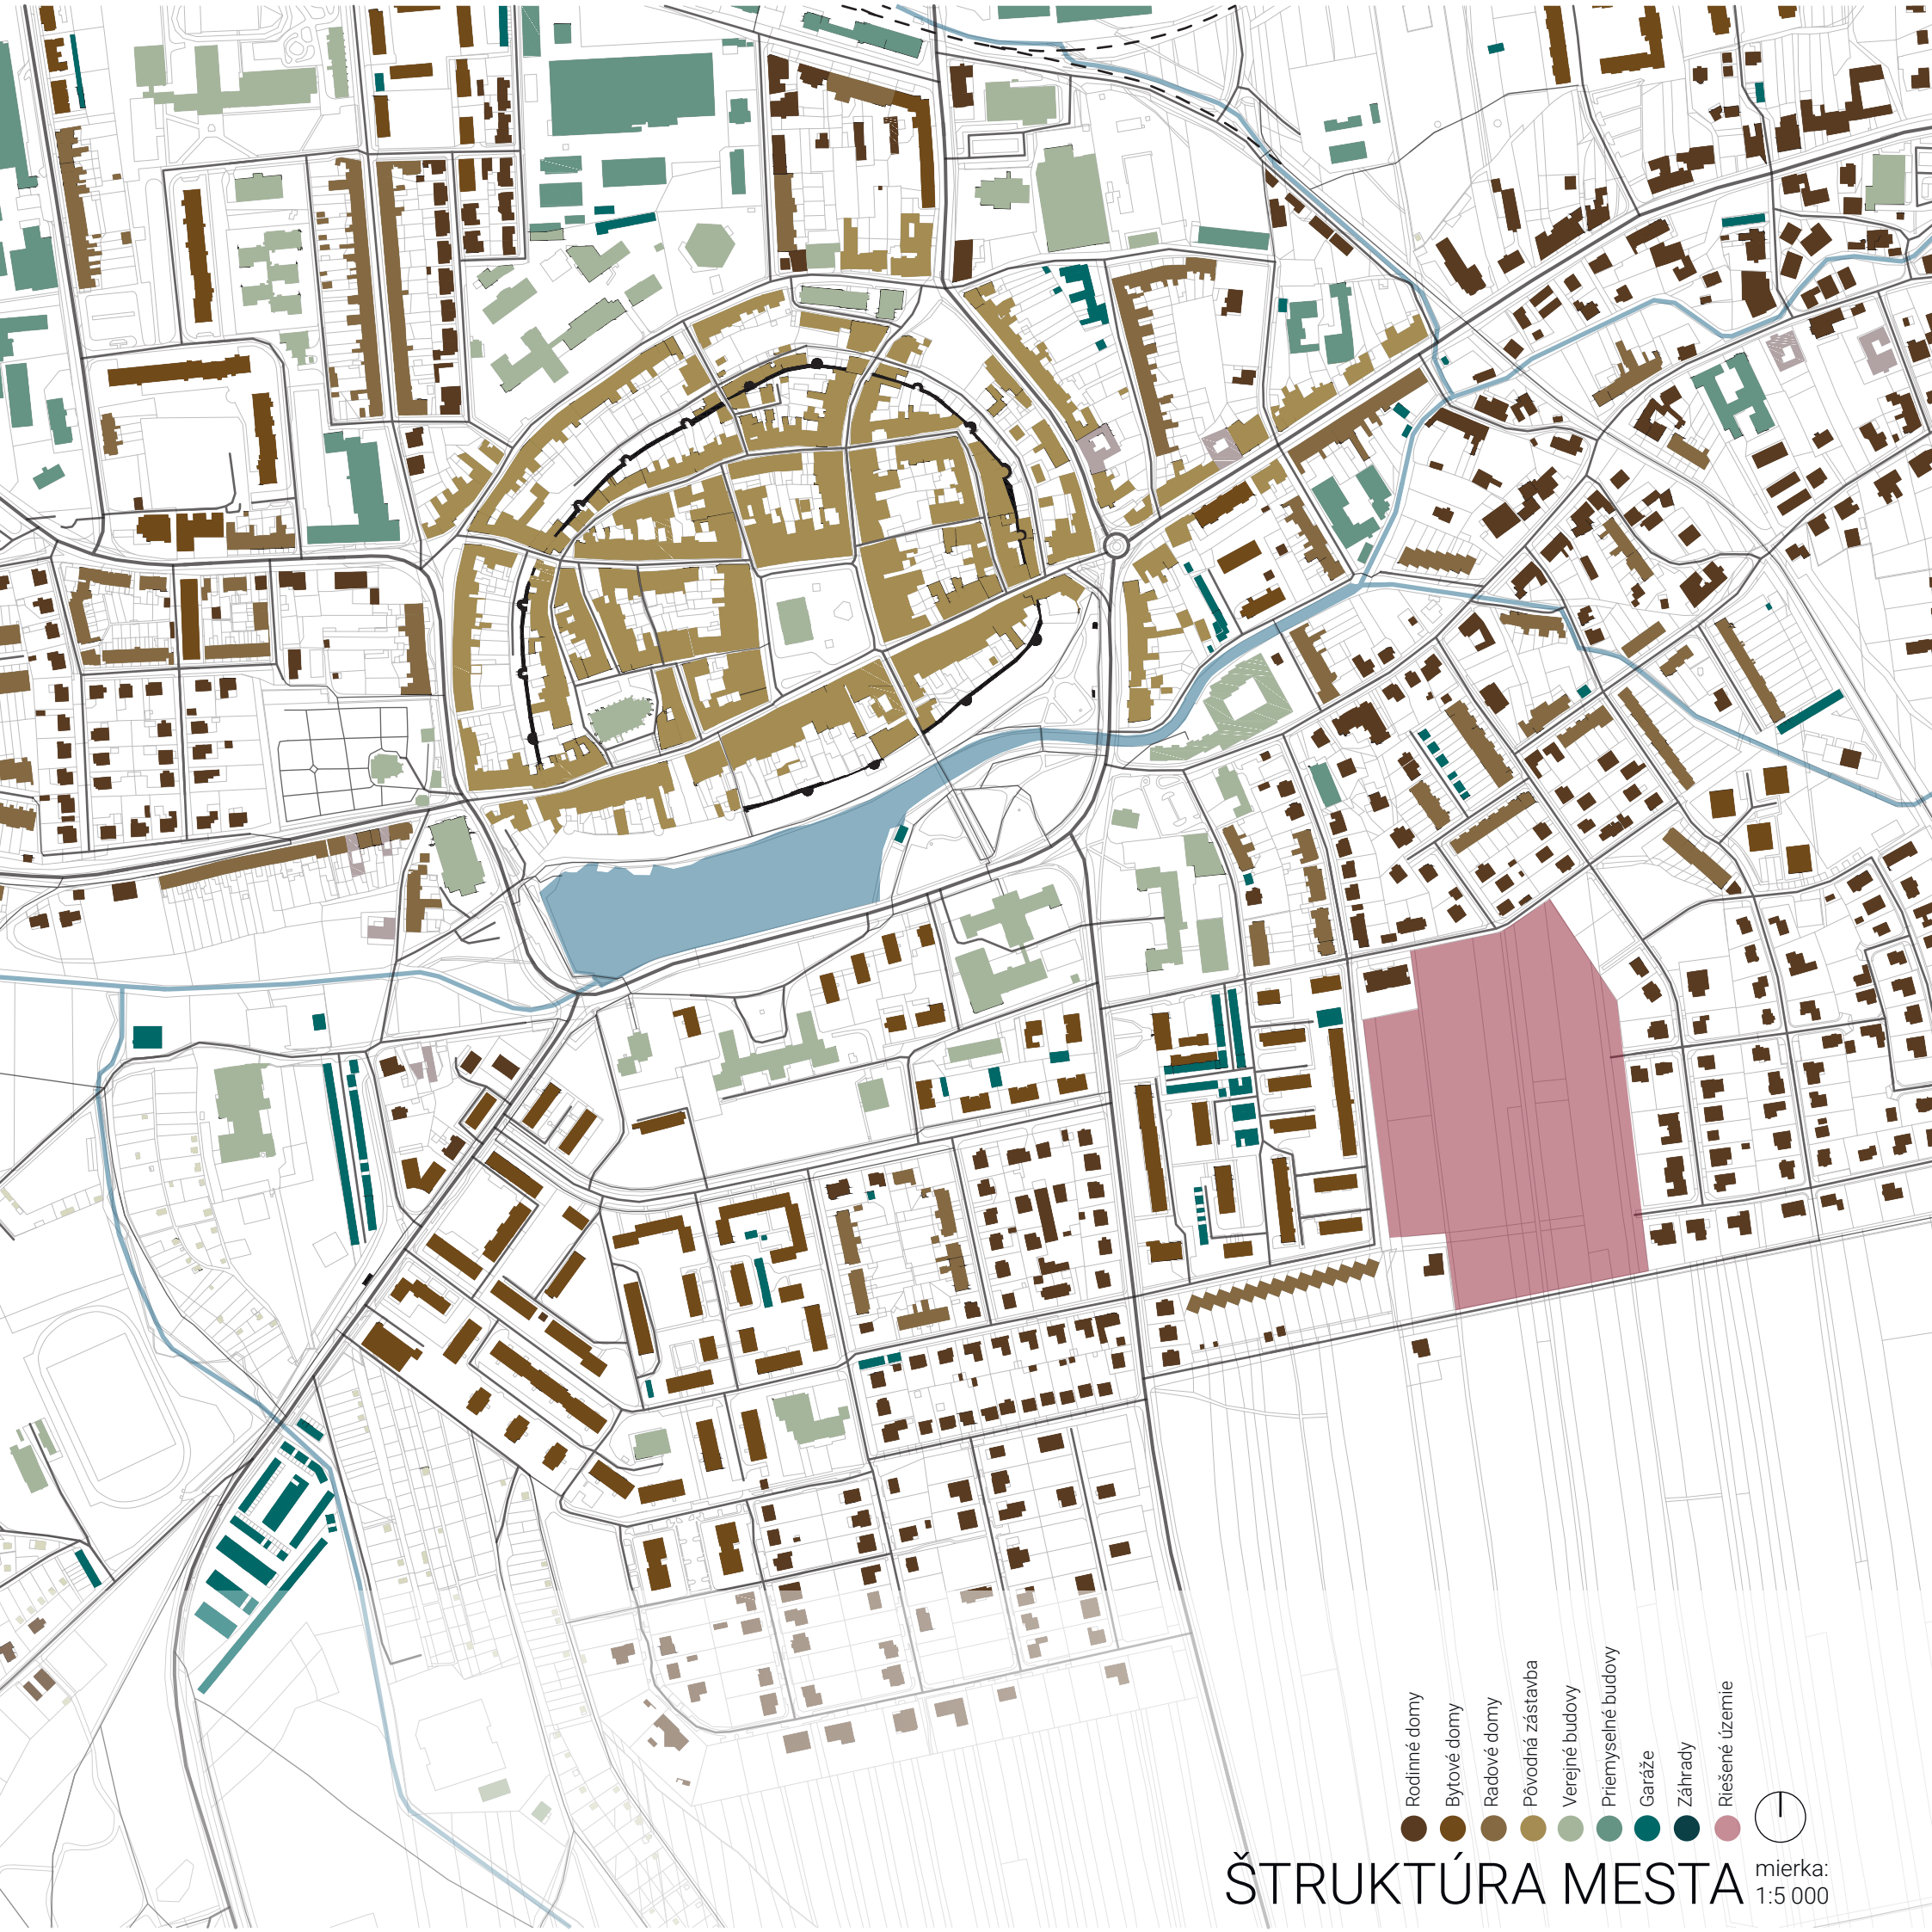 Rodinné domy
Bytové domy
Radové domy
Pôvodná zástavba
Verejné budovy
Priemyselné budovy
Garáže
Záhrady
Riešené územie
ŠTRUKTÚRA MESTA
mierka:
1:5 000